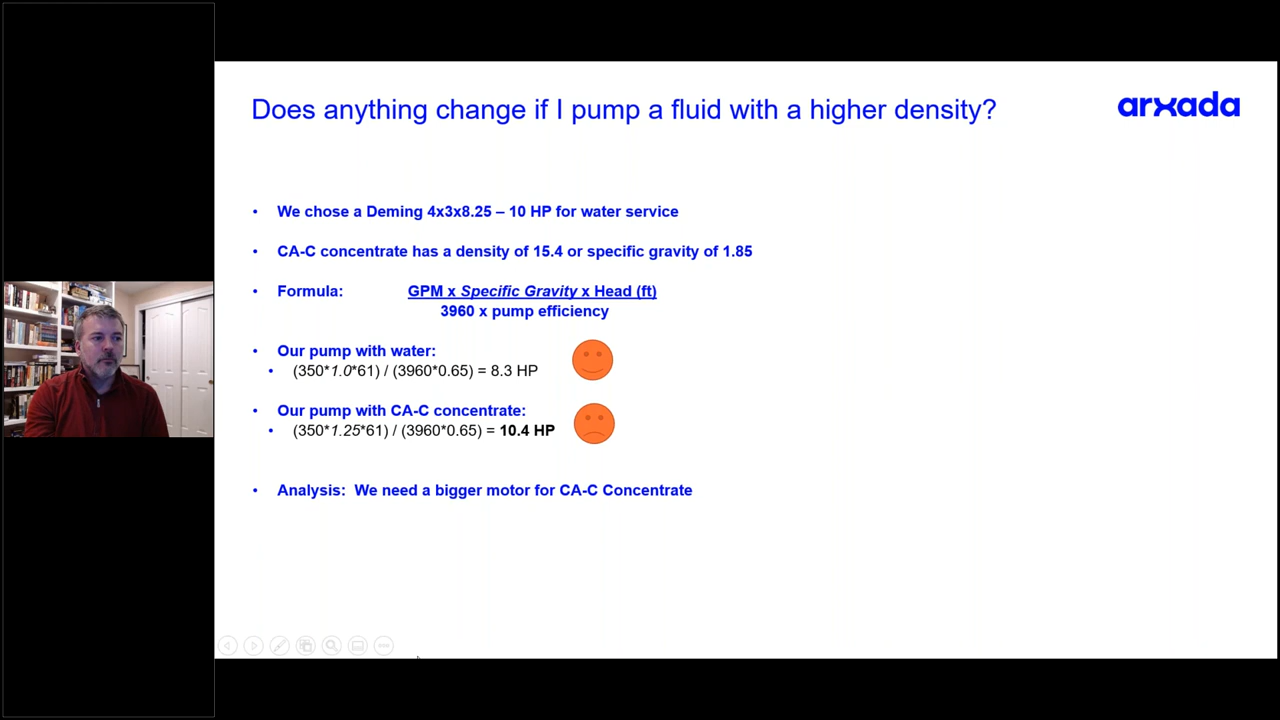 Does anything change if I pump a fluid with a higher density?
arxada
• We chose a Deming 4x3x8.25 – 10 HP for water service
• CA-C concentrate has a density of 15.4 or specific gravity of 1.85
• Formula: GPM x Specific Gravity x Head (ft)
3960 x pump efficiency
• Our pump with water:
• (350*1.0*61) / (3960*0.65) = 8.3 HP
• Our pump with CA-C concentrate:
• (350*1.25*61) / (3960*0.65) = 10.4 HP
• Analysis: We need a bigger motor for CA-C Concentrate